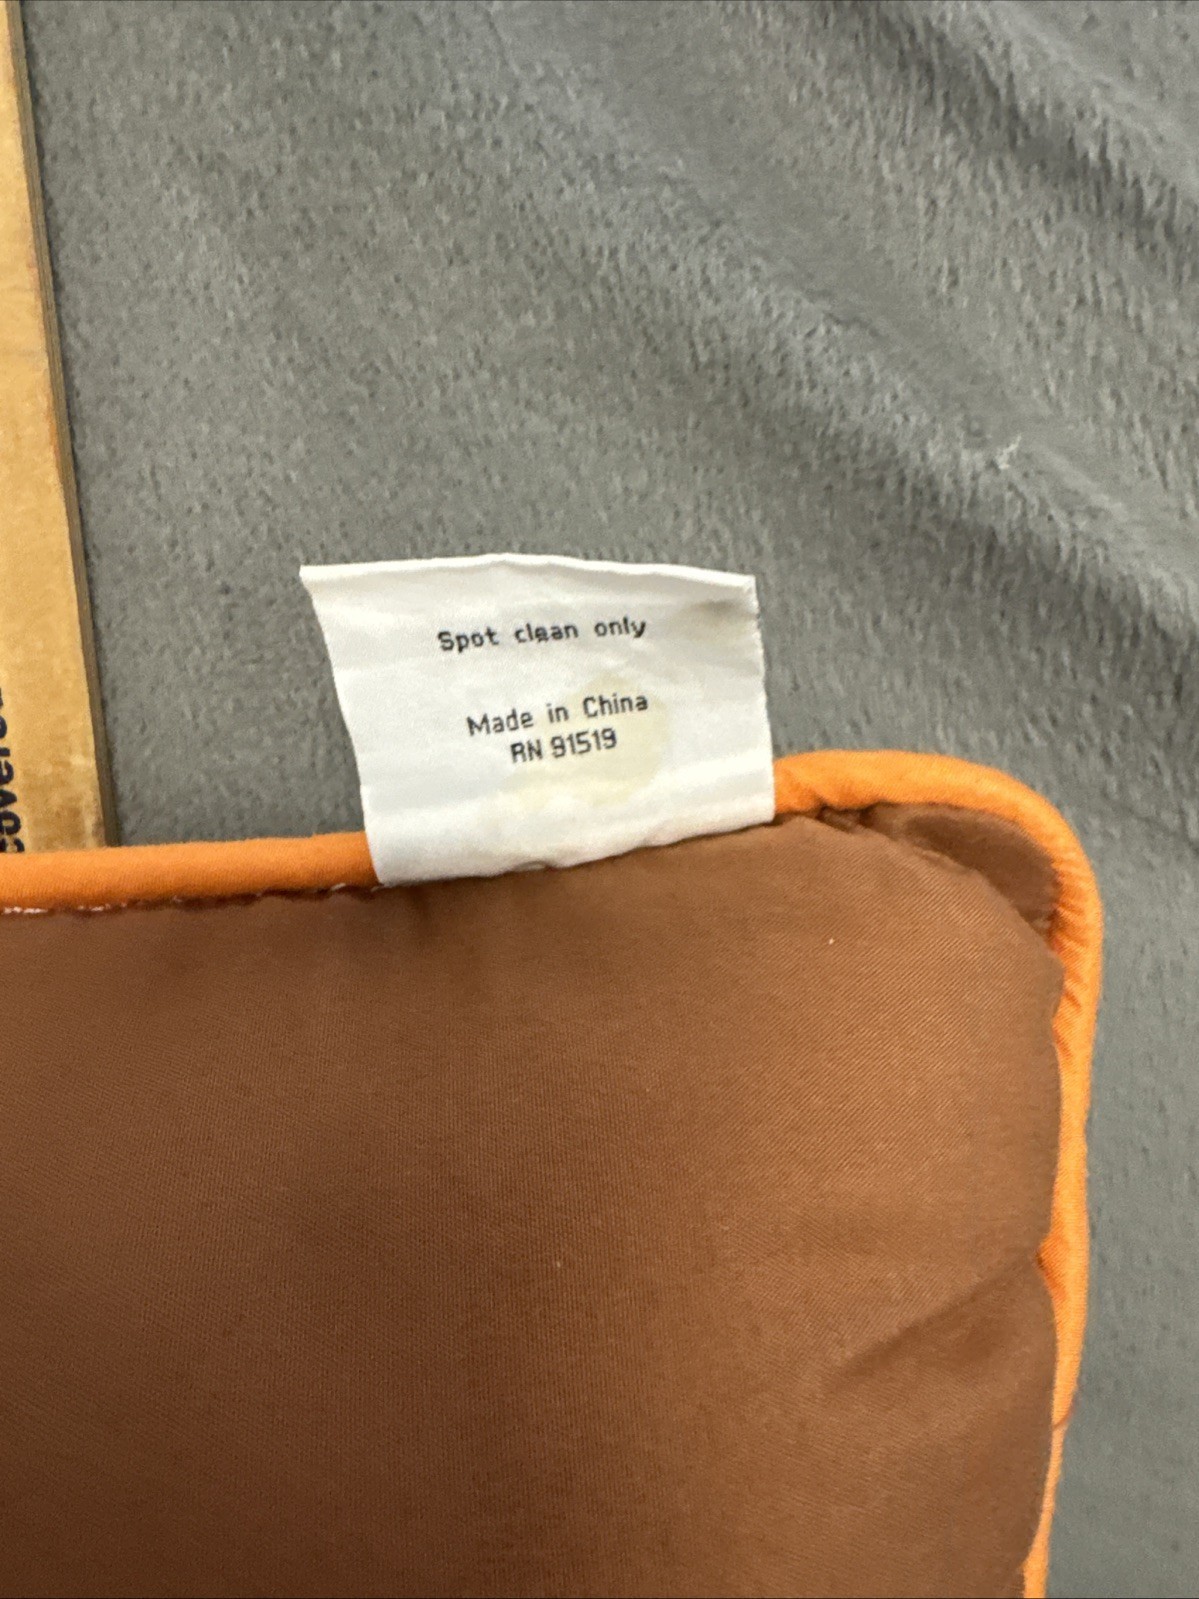 Spot clean only
Made in China
RN 91519